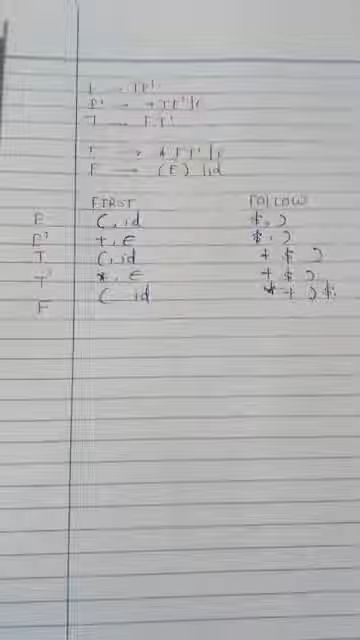 E → TE'
E' → +TE'|ε
T → FT'
T' → *FT'|ε
F → (E) | id
FIRST FOLLOW
E (, id $, )
E' +, ε $, )
T (, id + $ )
T' *, ε + $ )
F ( id * + ) $